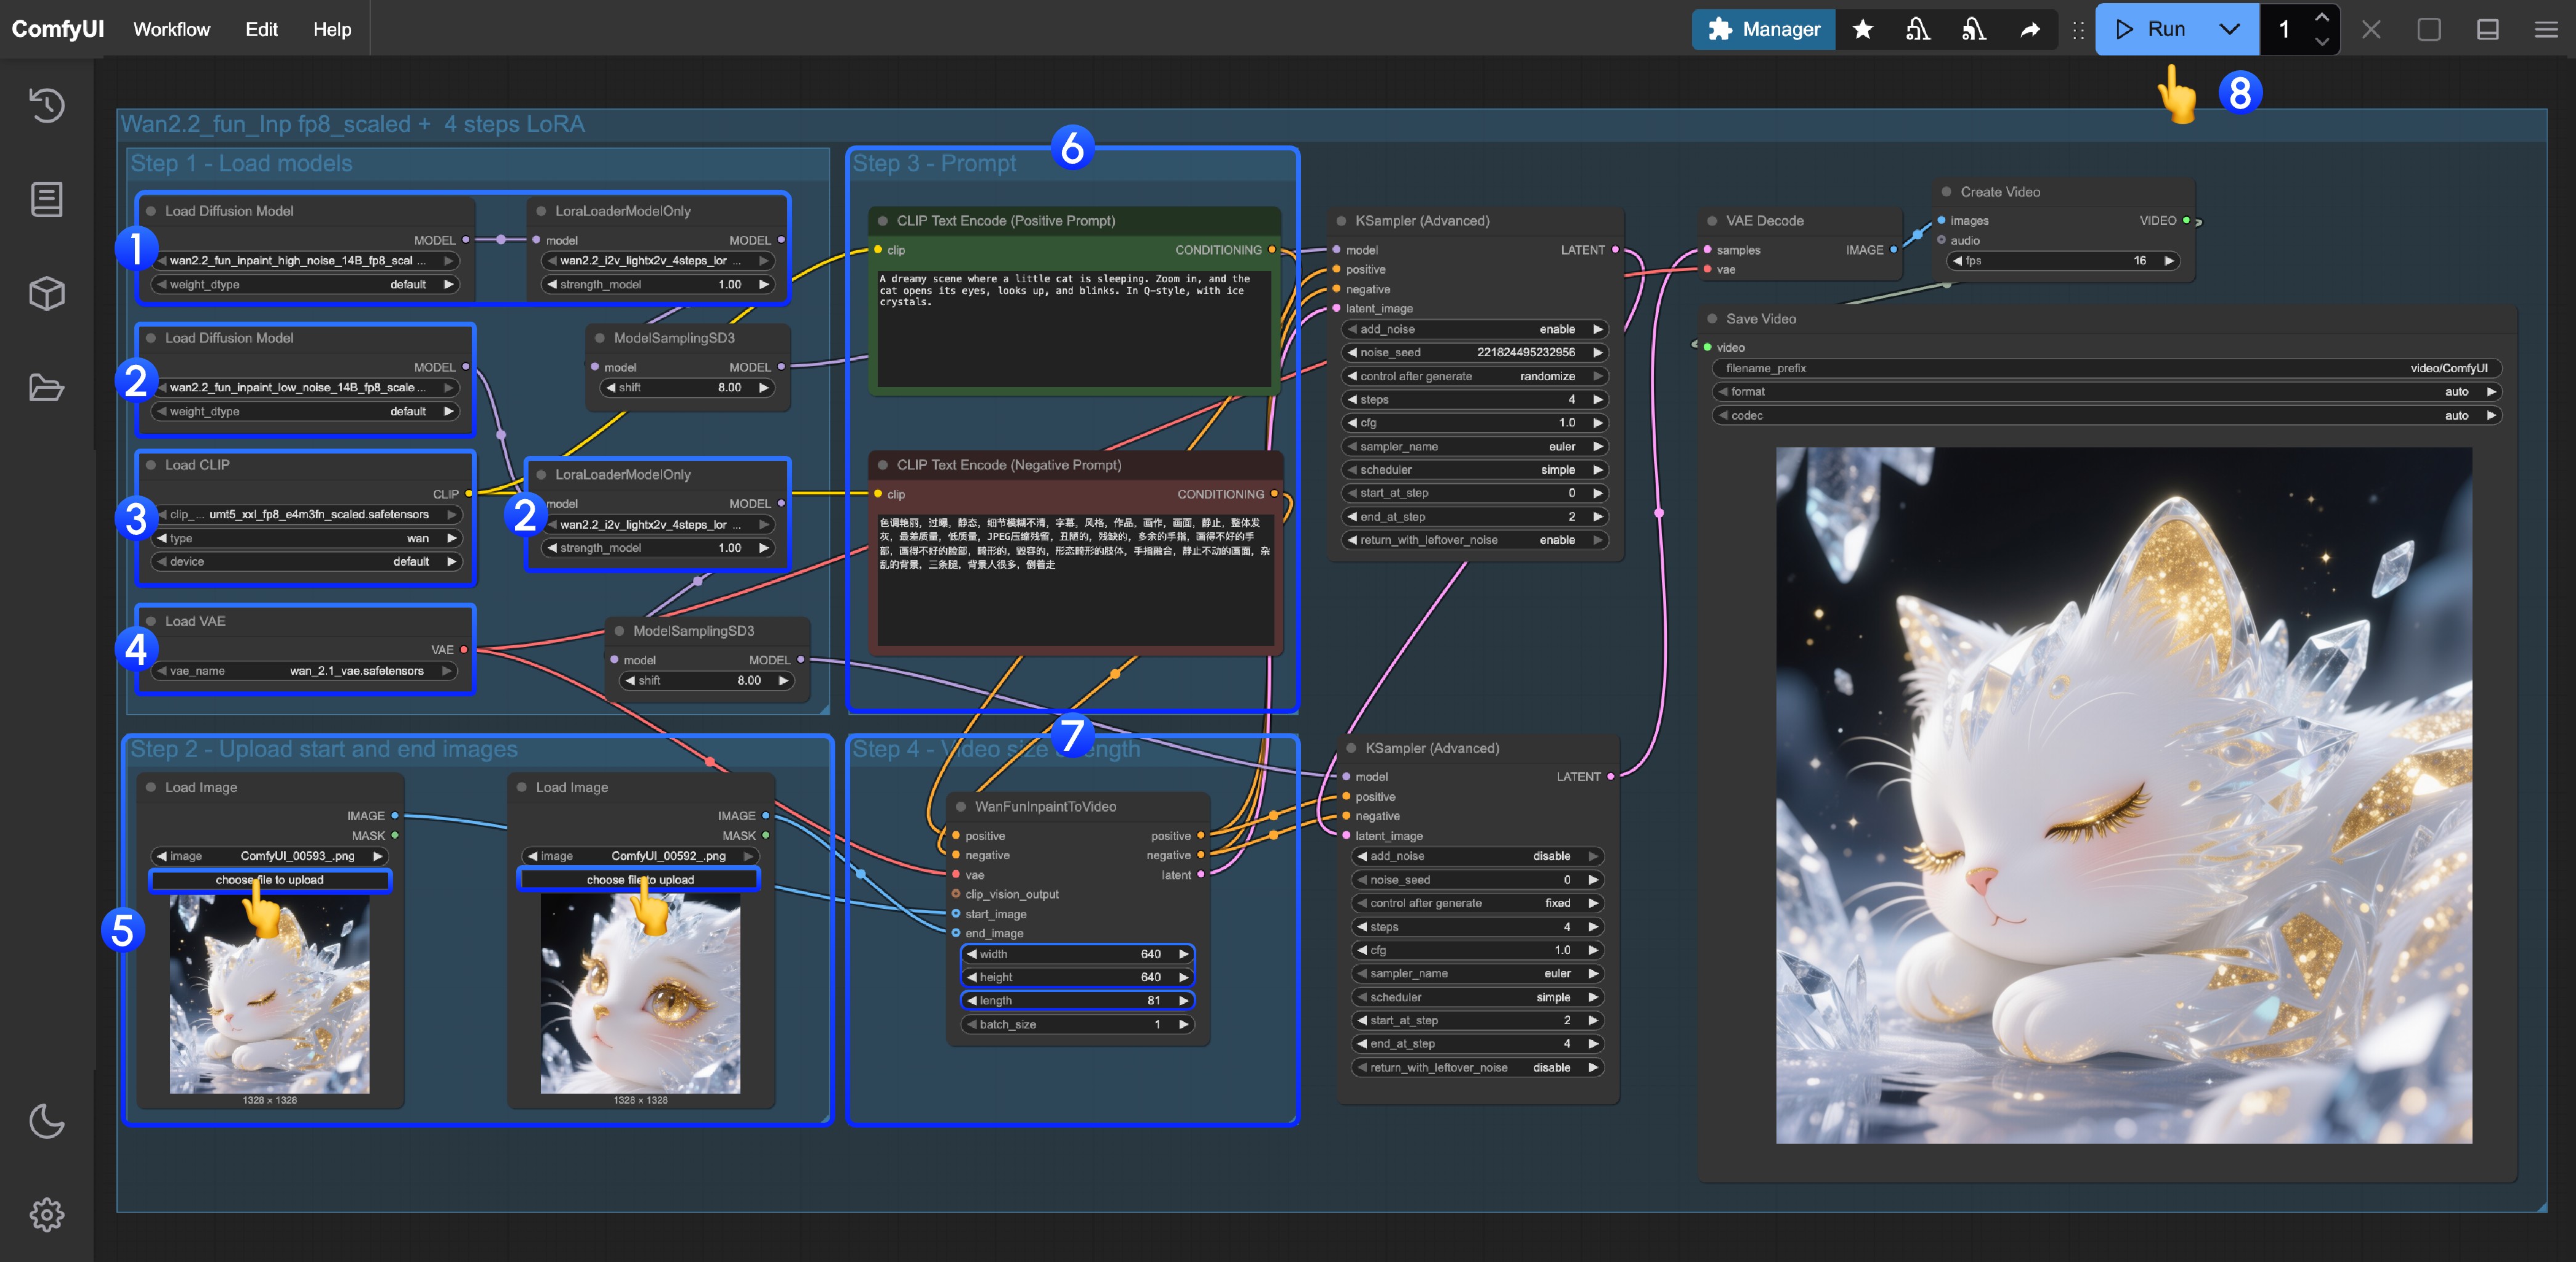 ComfyUI
Workflow
Edit
Help
Manager
Run
1
8
Wan2.2_fun_Inp fp8_scaled + 4 steps LoRA
Step 1 - Load models
1
Load Diffusion Model
MODEL
wan2.2_fun_inpaint_high_noise_14B_fp8_scal ...
weight_dtype default
LoraLoaderModelOnly
model MODEL
wan2.2_i2v_lightx2v_4steps_lor ...
strength_model 1.00
2
Load Diffusion Model
MODEL
wan2.2_fun_inpaint_low_noise_14B_fp8_scale ...
weight_dtype default
ModelSamplingSD3
model MODEL
shift 8.00
3
Load CLIP
CLIP
clip_ ... umt5_xxl_fp8_e4m3fn_scaled.safetensors
type wan
device default
2
LoraLoaderModelOnly
model MODEL
wan2.2_i2v_lightx2v_4steps_lor ...
strength_model 1.00
4
Load VAE
VAE
vae_name wan_2.1_vae.safetensors
ModelSamplingSD3
model MODEL
shift 8.00
Step 2 - Upload start and end images
5
Load Image
IMAGE
MASK
image ComfyUI_00593_.png
choose file to upload
1328 x 1328
Load Image
IMAGE
MASK
image ComfyUI_00592_.png
choose file to upload
1328 x 1328
6
Step 3 - Prompt
CLIP Text Encode (Positive Prompt)
clip CONDITIONING
A dreamy scene where a little cat is sleeping. Zoom in, and the
cat opens its eyes, looks up, and blinks. In Q-style, with ice
crystals.
CLIP Text Encode (Negative Prompt)
clip CONDITIONING
色调艳丽，过曝，静态，细节模糊不清，字幕，风格，作品，画作，画面，静止，整体发
灰，最差质量，低质量，JPEG压缩残留，丑陋的，残缺的，多余的手指，画得不好的手
部，画得不好的脸部，畸形的，毁容的，形态畸形的肢体，手指融合，静止不动的画面，杂
乱的背景，三条腿，背景人很多，倒着走
7
Step 4 - Video size length
WanFunInpaintToVideo
positive positive
negative negative
vae latent
clip_vision_output
start_image
end_image
width 640
height 640
length 81
batch_size 1
KSampler (Advanced)
model LATENT
positive
negative
latent_image
add_noise enable
noise_seed 221824495232956
control after generate randomize
steps 4
cfg 1.0
sampler_name euler
scheduler simple
start_at_step 0
end_at_step 2
return_with_leftover_noise enable
KSampler (Advanced)
model LATENT
positive
negative
latent_image
add_noise disable
noise_seed 0
control after generate fixed
steps 4
cfg 1.0
sampler_name euler
scheduler simple
start_at_step 2
end_at_step 4
return_with_leftover_noise disable
VAE Decode
samples IMAGE
vae
Create Video
images VIDEO
audio
fps 16
Save Video
video
filename_prefix video/ComfyUI
format auto
codec auto